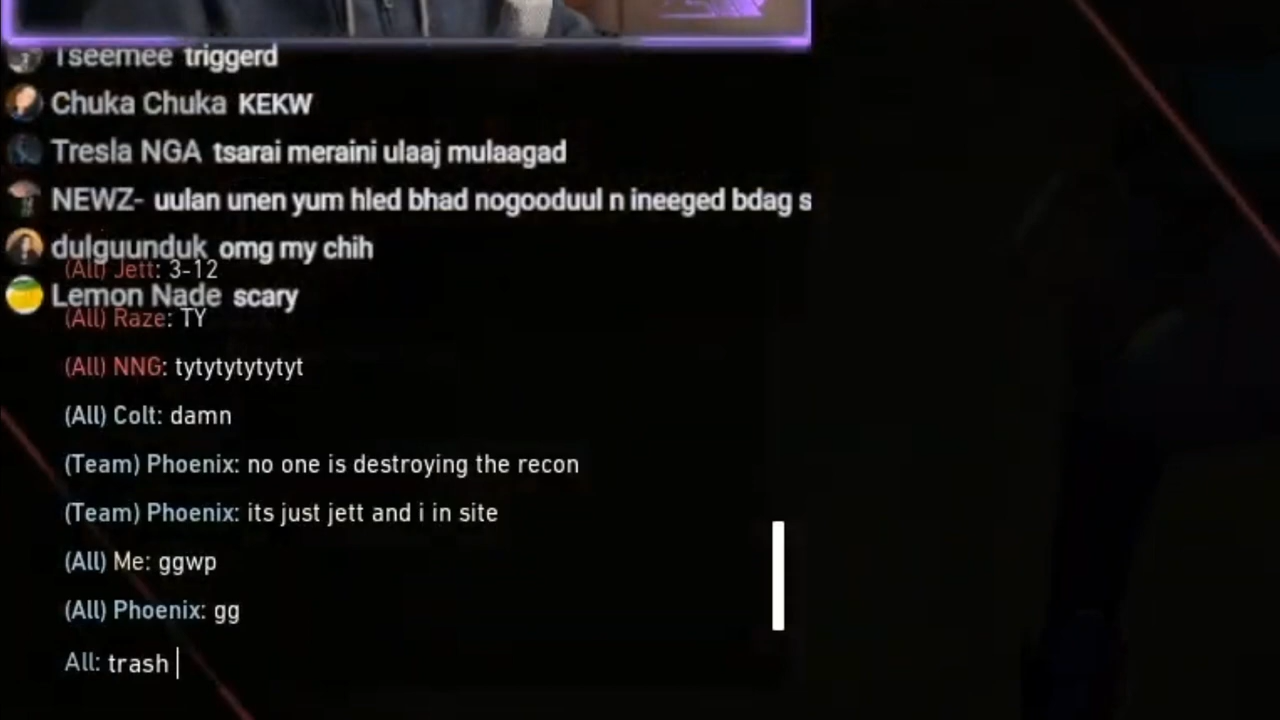 Tseemee triggerd
Chuka Chuka KEKW
Tresla NGA tsarai meraini ulaaj mulaagad
NEWZ- uulan unen yum hled bhad nogooduul n ineeged bdag s
dulguunduk omg my chih
(All) Jett: 3-12
Lemon Nade scary
(All) Raze: TY
(All) NNG: tytytytytytyt
(All) Colt: damn
(Team) Phoenix: no one is destroying the recon
(Team) Phoenix: its just jett and i in site
(All) Me: ggwp
(All) Phoenix: gg
All: trash